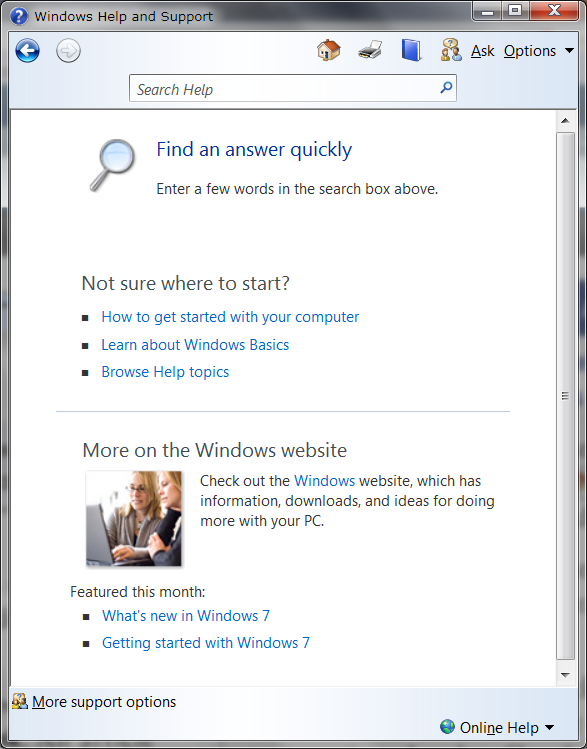 Windows Help and Support
Ask Options
Search Help
Find an answer quickly
Enter a few words in the search box above.
Not sure where to start?
How to get started with your computer
Learn about Windows Basics
Browse Help topics
More on the Windows website
Check out the Windows website, which has
information, downloads, and ideas for doing
more with your PC.
Featured this month:
What's new in Windows 7
Getting started with Windows 7
More support options
Online Help